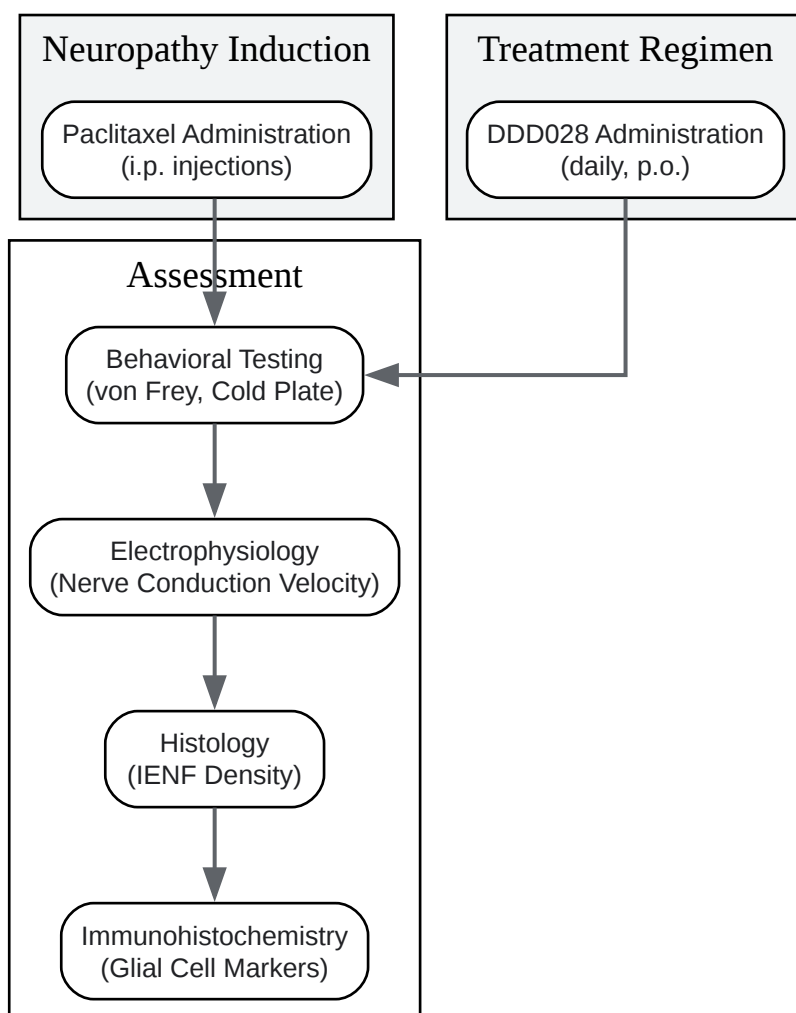 Neuropathy Induction
Paclitaxel Administration
(i.p. injections)
Treatment Regimen
DDD028 Administration
(daily, p.o.)
Assessment
Behavioral Testing
(von Frey, Cold Plate)
Electrophysiology
(Nerve Conduction Velocity)
Histology
(IENF Density)
Immunohistochemistry
(Glial Cell Markers)